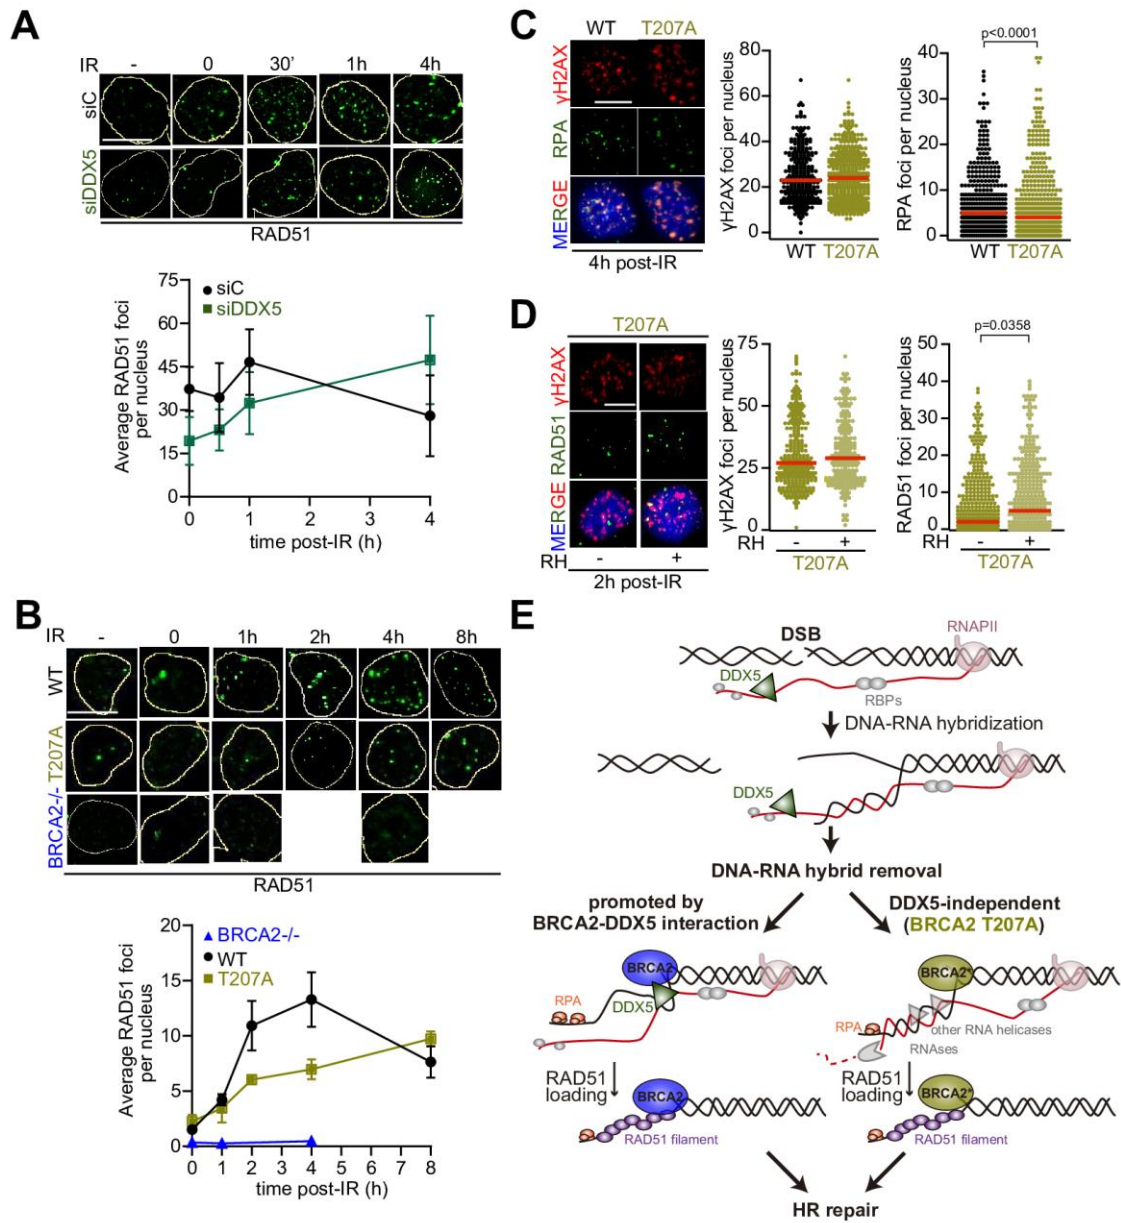 A
IR - 0 30' 1h 4h
siC
siDDX5
RAD51
75
60
45
30
15
0
Average RAD51 foci
per nucleus
siC
siDDX5
0 1 2 3 4
time post-IR (h)
B
IR - 0 1h 2h 4h 8h
WT
T207A
BRCA2-/-
RAD51
20
15
10
5
0
Average RAD51 foci
per nucleus
BRCA2-/-
WT
T207A
0 1 2 3 4 5 6 7 8
time post-IR (h)
C
WT T207A
γH2AX
RPA
MERGE
4h post-IR
γH2AX foci per nucleus
80
60
40
20
0
WT T207A
p<0.0001
RPA foci per nucleus
40
30
20
10
0
WT T207A
D
T207A
γH2AX
RAD51
MERGE
RH - +
2h post-IR
γH2AX foci per nucleus
75
50
25
0
RH - +
T207A
p=0.0358
RAD51 foci per nucleus
50
40
30
20
10
0
RH - +
T207A
E
DSB
RNAPII
DDX5
RBPs
DNA-RNA hybridization
DDX5
DNA-RNA hybrid removal
promoted by
BRCA2-DDX5 interaction
DDX5-independent
(BRCA2 T207A)
BRCA2
RPA
DDX5
BRCA2*
RPA
other RNA helicases
RNAses
RAD51
loading
BRCA2
RAD51 filament
RAD51
loading
BRCA2*
RAD51 filament
HR repair